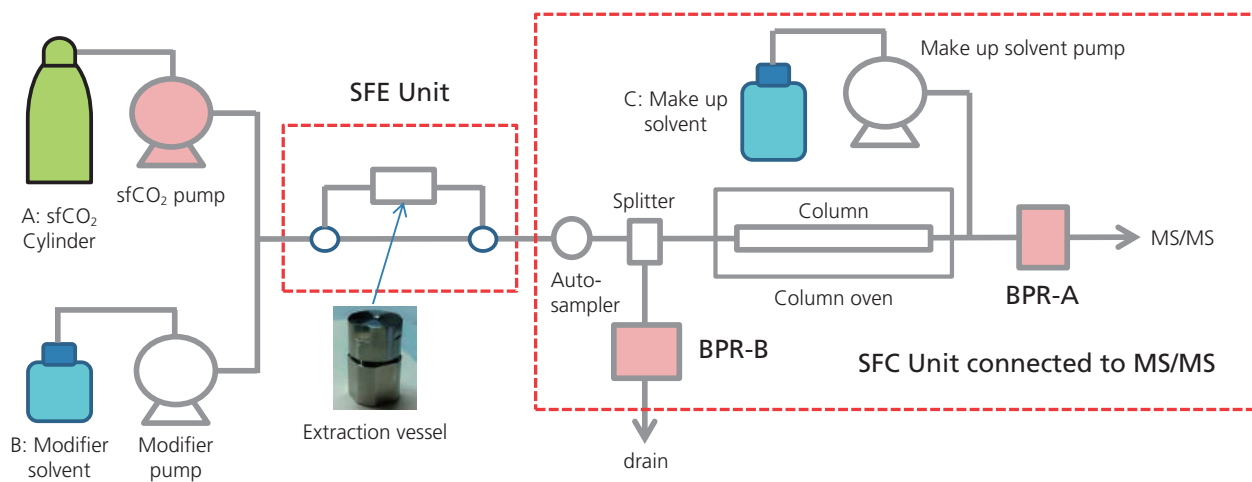 SFE Unit
Make up solvent pump
C: Make up
solvent
sfCO₂ pump
A: sfCO₂
Cylinder
Splitter
Column
MS/MS
Auto-
sampler
Column oven
BPR-A
BPR-B
SFC Unit connected to MS/MS
Extraction vessel
B: Modifier
solvent
Modifier
pump
drain